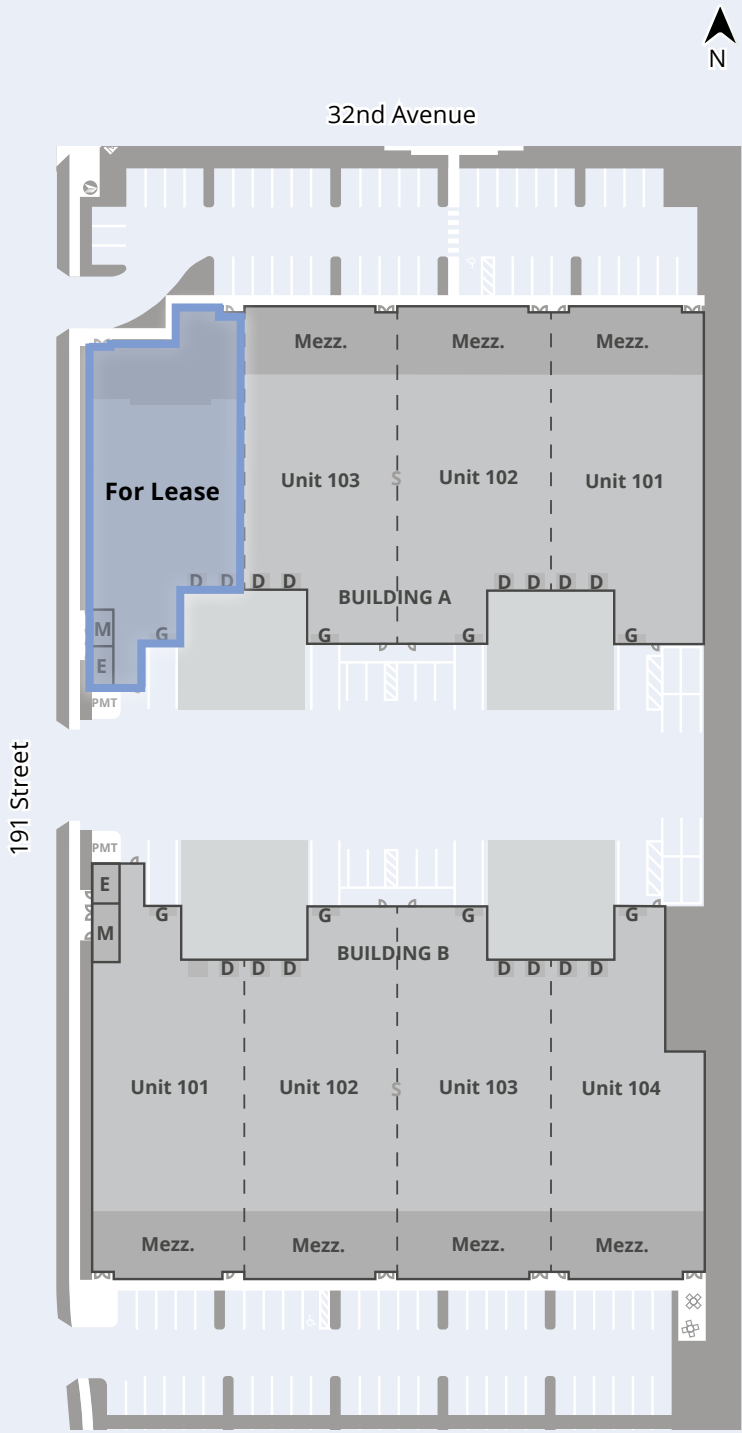 N
32nd Avenue
Mezz.
Mezz.
Mezz.
For Lease
Unit 103
S
Unit 102
Unit 101
D
D
D
D
D
D
D
D
BUILDING A
M
G
G
G
G
E
PMT
191 Street
PMT
E
G
G
G
G
M
BUILDING B
D
D
D
D
D
D
D
Unit 101
Unit 102
S
Unit 103
Unit 104
Mezz.
Mezz.
Mezz.
Mezz.